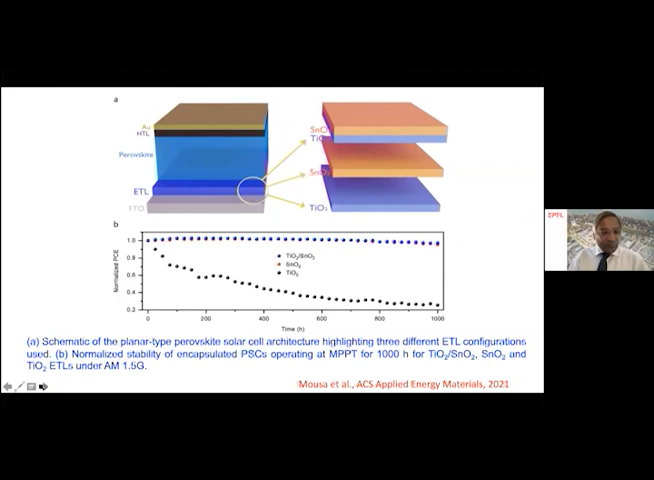 a
Au
HTL
Perovskite
ETL
FTO
SnO
TiO
SnO₂
TiO₂
b
Normalized PCE
1.0
0.8
0.6
0.4
0.2
TiO₂/SnO₂
SnO₂
TiO₂
0 200 400 600 800 1000
Time (h)
(a) Schematic of the planar-type perovskite solar cell architecture highlighting three different ETL configurations
used. (b) Normalized stability of encapsulated PSCs operating at MPPT for 1000 h for TiO₂/SnO₂, SnO₂ and
TiO₂ ETLs under AM 1.5G.
Mousa et al., ACS Applied Energy Materials, 2021
EPFL